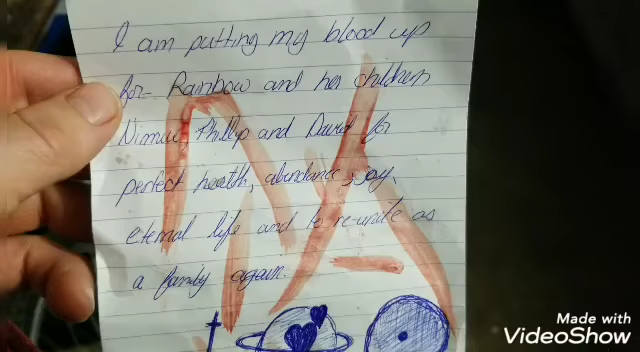 I am putting my blood up
for- Rainbow and her children
Nimue, Phillip and David for
perfect health, abundance, joy,
eternal life and to re-unite as
a family again.
Made with
VideoShow